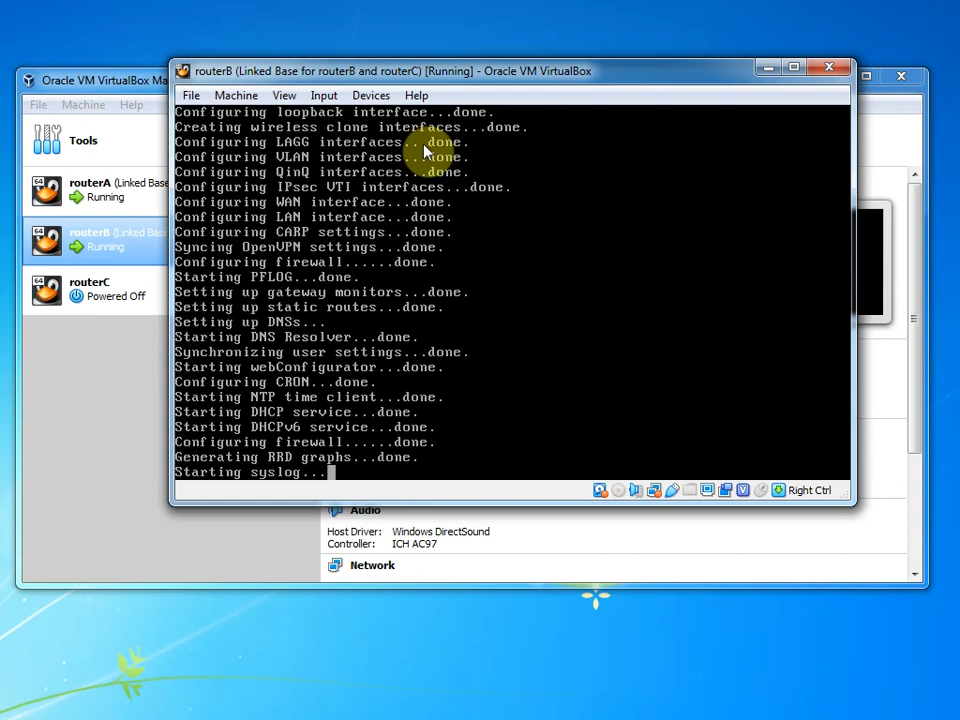 routerB (Linked Base for routerB and routerC) [Running] - Oracle VM VirtualBox
Oracle VM VirtualBox Ma
File Machine Help
Tools
routerA (Linked Base
Running
routerB (Linked Base
Running
routerC
Powered Off
File Machine View Input Devices Help
Configuring loopback interface...done.
Creating wireless clone interfaces...done.
Configuring LAGG interfaces...done.
Configuring VLAN interfaces...done.
Configuring QinQ interfaces...done.
Configuring IPsec VTI interfaces...done.
Configuring WAN interface...done.
Configuring LAN interface...done.
Configuring CARP settings...done.
Syncing OpenVPN settings...done.
Configuring firewall......done.
Starting PFLOG...done.
Setting up gateway monitors...done.
Setting up static routes...done.
Setting up DNSs...
Starting DNS Resolver...done.
Synchronizing user settings...done.
Starting webConfigurator...done.
Configuring CRON...done.
Starting NTP time client...done.
Starting DHCP service...done.
Starting DHCPv6 service...done.
Configuring firewall......done.
Generating RRD graphs...done.
Starting syslog...
Right Ctrl
Audio
Host Driver: Windows DirectSound
Controller: ICH AC97
Network